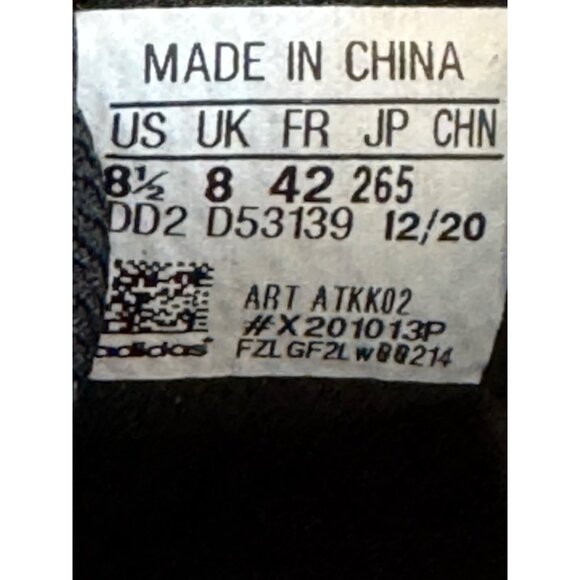 MADE IN CHINA
US UK FR JP CHN
8½ 8 42 265
DD2 D53139 12/20
ART ATKK02
#X201013P
adidas